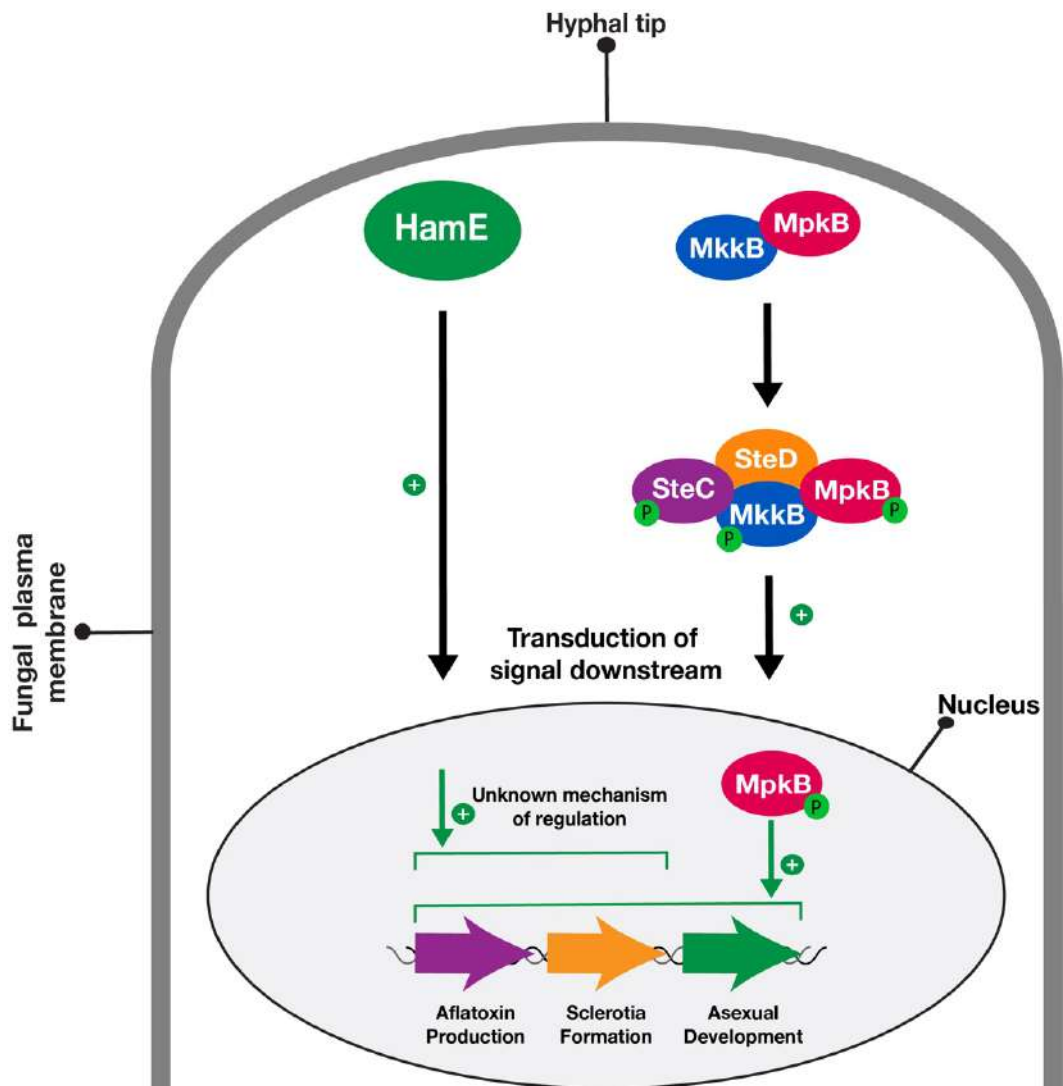 Hyphal tip
HamE
MpkB
MkkB
SteD
SteC
MpkB
MkkB
P
P
P
+
+
Fungal plasma
membrane
Transduction of
signal downstream
Nucleus
MpkB
P
+
Unknown mechanism
of regulation
+
Aflatoxin
Production
Sclerotia
Formation
Asexual
Development